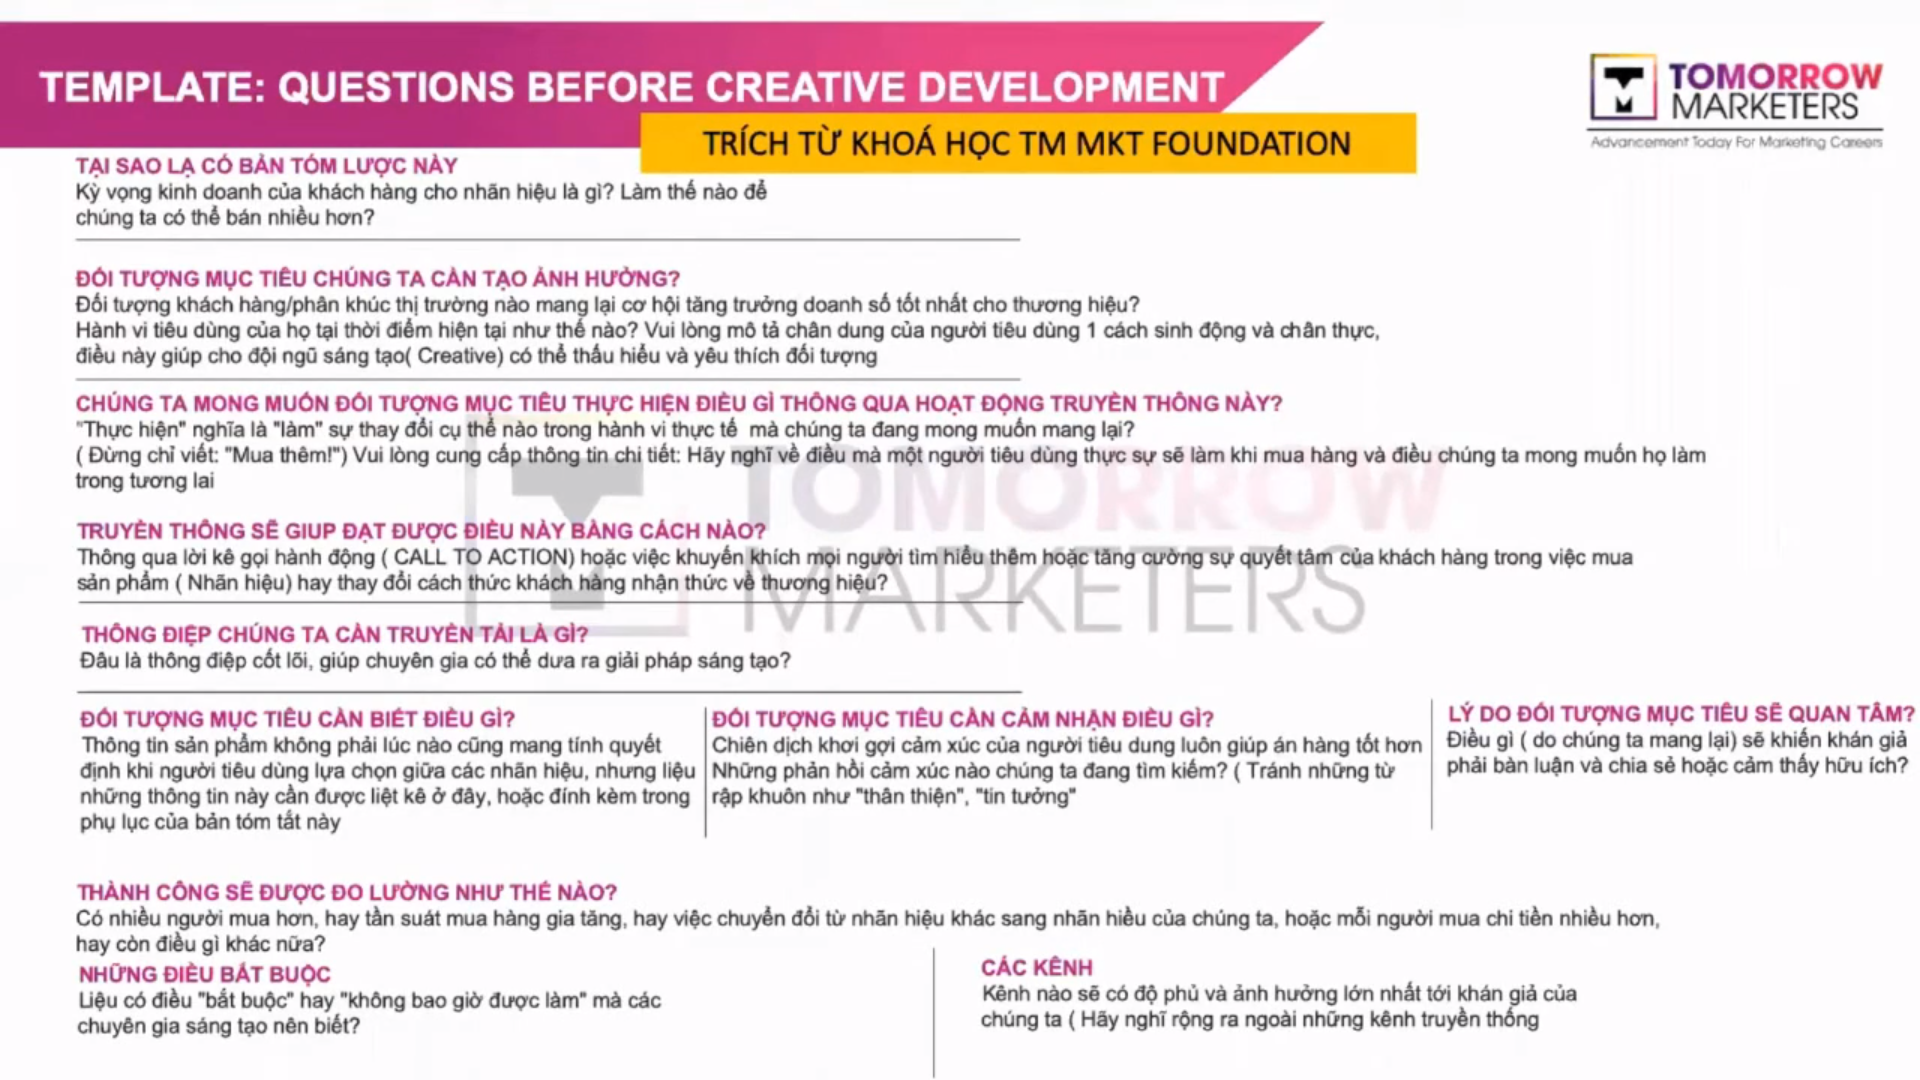 TEMPLATE: QUESTIONS BEFORE CREATIVE DEVELOPMENT
TRÍCH TỪ KHOÁ HỌC TM MKT FOUNDATION
TOMORROW
MARKETERS
Advancement Today For Marketing Careers
TẠI SAO LẠ CÓ BẢN TÓM LƯỢC NÀY
Kỳ vọng kinh doanh của khách hàng cho nhãn hiệu là gì? Làm thế nào để
chúng ta có thể bán nhiều hơn?
ĐỐI TƯỢNG MỤC TIÊU CHÚNG TA CẦN TẠO ẢNH HƯỞNG?
Đối tượng khách hàng/phân khúc thị trường nào mang lại cơ hội tăng trưởng doanh số tốt nhất cho thương hiệu?
Hành vi tiêu dùng của họ tại thời điểm hiện tại như thế nào? Vui lòng mô tả chân dung của người tiêu dùng 1 cách sinh động và chân thực,
điều này giúp cho đội ngũ sáng tạo( Creative) có thể thấu hiểu và yêu thích đối tượng
CHÚNG TA MONG MUỐN ĐỐI TƯỢNG MỤC TIÊU THỰC HIỆN ĐIỀU GÌ THÔNG QUA HOẠT ĐỘNG TRUYỀN THÔNG NÀY?
"Thực hiện" nghĩa là "làm" sự thay đổi cụ thể nào trong hành vi thực tế mà chúng ta đang mong muốn mang lại?
( Đừng chỉ viết: "Mua thêm!") Vui lòng cung cấp thông tin chi tiết: Hãy nghĩ về điều mà một người tiêu dùng thực sự sẽ làm khi mua hàng và điều chúng ta mong muốn họ làm
trong tương lai
TRUYỀN THÔNG SẼ GIUP ĐẠT ĐƯỢC ĐIỀU NÀY BẰNG CÁCH NÀO?
Thông qua lời kê gọi hành động ( CALL TO ACTION) hoặc việc khuyến khích mọi người tìm hiểu thêm hoặc tăng cường sự quyết tâm của khách hàng trong việc mua
sản phẩm ( Nhãn hiệu) hay thay đổi cách thức khách hàng nhận thức về thương hiệu?
TOMORROW
MARKETERS
THÔNG ĐIỆP CHÚNG TA CẦN TRUYỀN TẢI LÀ GÌ?
Đâu là thông điệp cốt lõi, giúp chuyên gia có thể dưa ra giải pháp sáng tạo?
ĐỐI TƯỢNG MỤC TIÊU CẦN BIẾT ĐIỀU GÌ?
Thông tin sản phẩm không phải lúc nào cũng mang tính quyết
định khi người tiêu dùng lựa chọn giữa các nhãn hiệu, nhưng liệu
những thông tin này cần được liệt kê ở đây, hoặc đính kèm trong
phụ lục của bản tóm tắt này
ĐỐI TƯỢNG MỤC TIÊU CẦN CẢM NHẬN ĐIỀU GÌ?
Chiên dịch khơi gợi cảm xúc của người tiêu dung luôn giúp án hàng tốt hơn
Những phản hồi cảm xúc nào chúng ta đang tìm kiếm? ( Tránh những từ
rập khuôn như "thân thiện", "tin tưởng"
LÝ DO ĐỐI TƯỢNG MỤC TIÊU SẼ QUAN TÂM?
Điều gì ( do chúng ta mang lại) sẽ khiến khán giả
phải bàn luận và chia sẻ hoặc cảm thấy hữu ích?
THÀNH CÔNG SẼ ĐƯỢC ĐO LƯỜNG NHƯ THẾ NÀO?
Có nhiều người mua hơn, hay tần suát mua hàng gia tăng, hay việc chuyển đổi từ nhãn hiệu khác sang nhãn hiều của chúng ta, hoặc mỗi người mua chi tiền nhiều hơn,
hay còn điều gì khác nữa?
NHỮNG ĐIỀU BẮT BUỘC
Liệu có điều "bắt buộc" hay "không bao giờ được làm" mà các
chuyên gia sáng tạo nên biết?
CÁC KÊNH
Kênh nào sẽ có độ phủ và ảnh hưởng lớn nhất tới khán giả của
chúng ta ( Hãy nghĩ rộng ra ngoài những kênh truyền thống